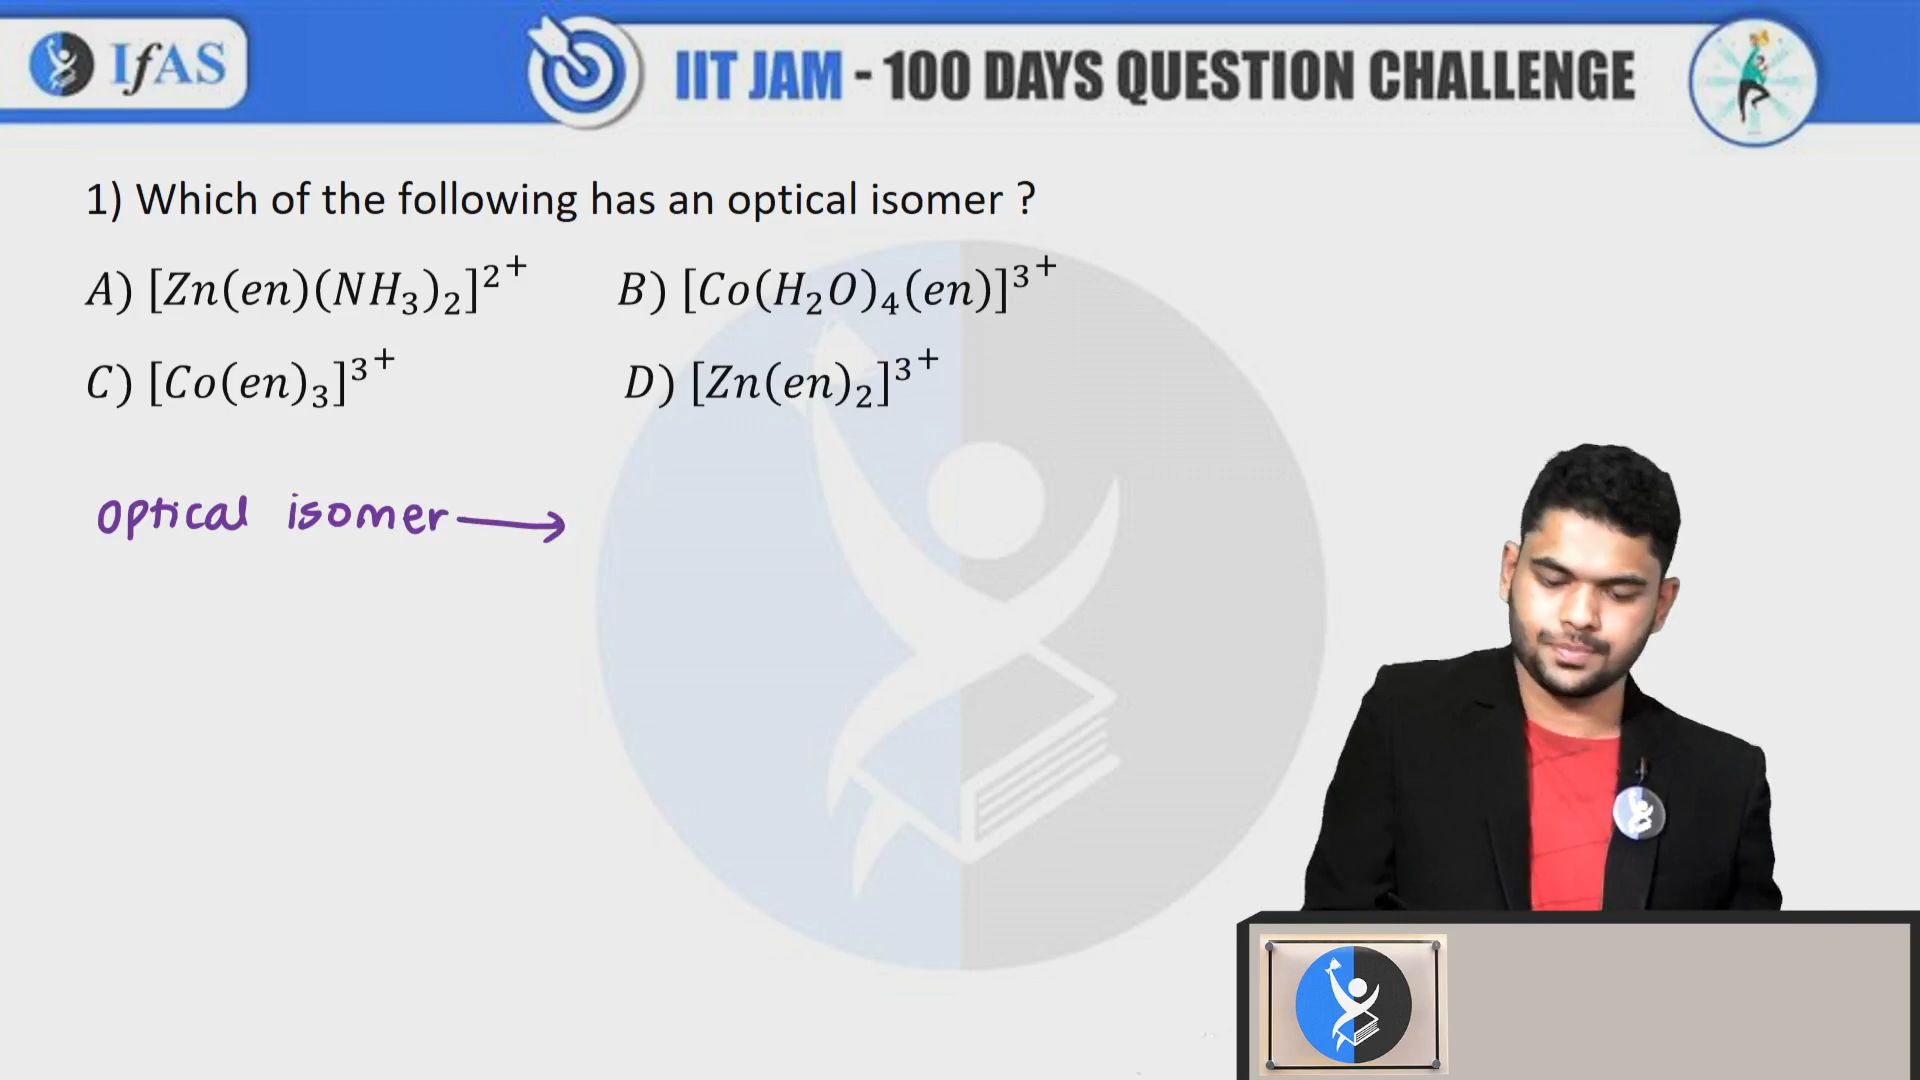 IfAS
IIT JAM - 100 DAYS QUESTION CHALLENGE
1) Which of the following has an optical isomer ?
A) [Zn(en)(NH₃)₂]²⁺ B) [Co(H₂O)₄(en)]³⁺
C) [Co(en)₃]³⁺ D) [Zn(en)₂]³⁺
optical isomer →